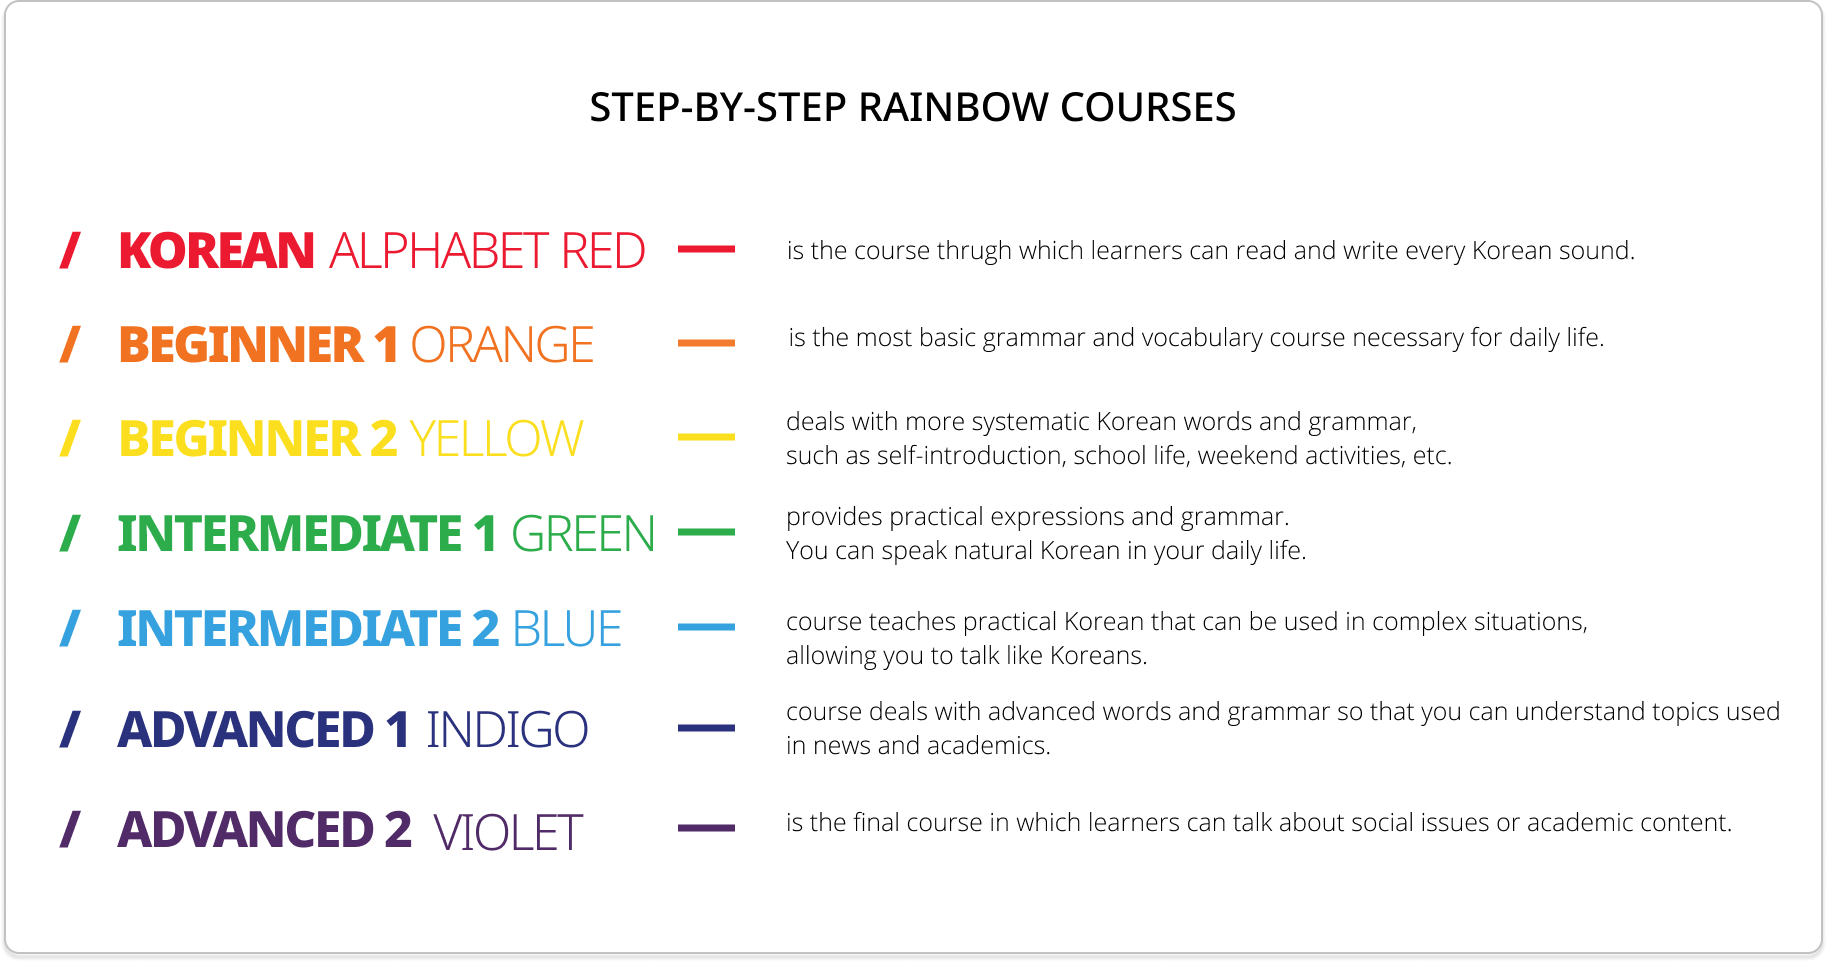 STEP-BY-STEP RAINBOW COURSES
/ KOREAN ALPHABET RED — is the course thrugh which learners can read and write every Korean sound.
/ BEGINNER 1 ORANGE — is the most basic grammar and vocabulary course necessary for daily life.
/ BEGINNER 2 YELLOW — deals with more systematic Korean words and grammar,
such as self-introduction, school life, weekend activities, etc.
/ INTERMEDIATE 1 GREEN — provides practical expressions and grammar.
You can speak natural Korean in your daily life.
/ INTERMEDIATE 2 BLUE — course teaches practical Korean that can be used in complex situations,
allowing you to talk like Koreans.
/ ADVANCED 1 INDIGO — course deals with advanced words and grammar so that you can understand topics used
in news and academics.
/ ADVANCED 2 VIOLET — is the final course in which learners can talk about social issues or academic content.